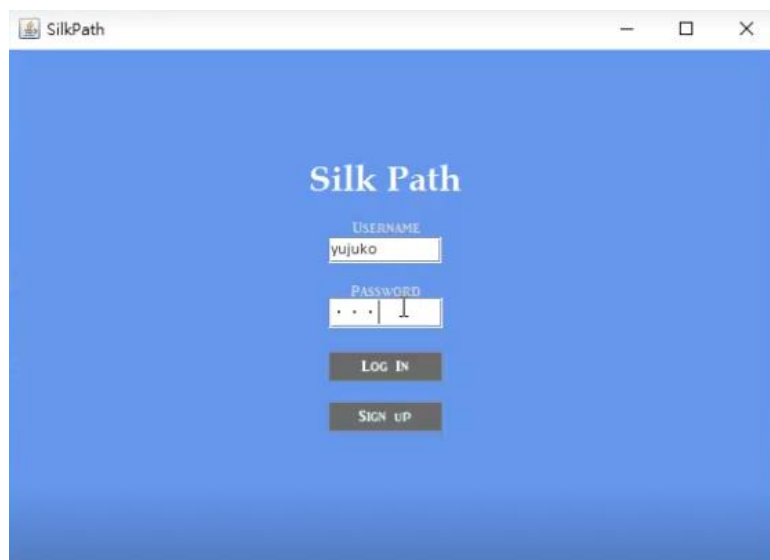 SilkPath
Silk Path
Username
yujuko
Password
···
Log In
Sign up